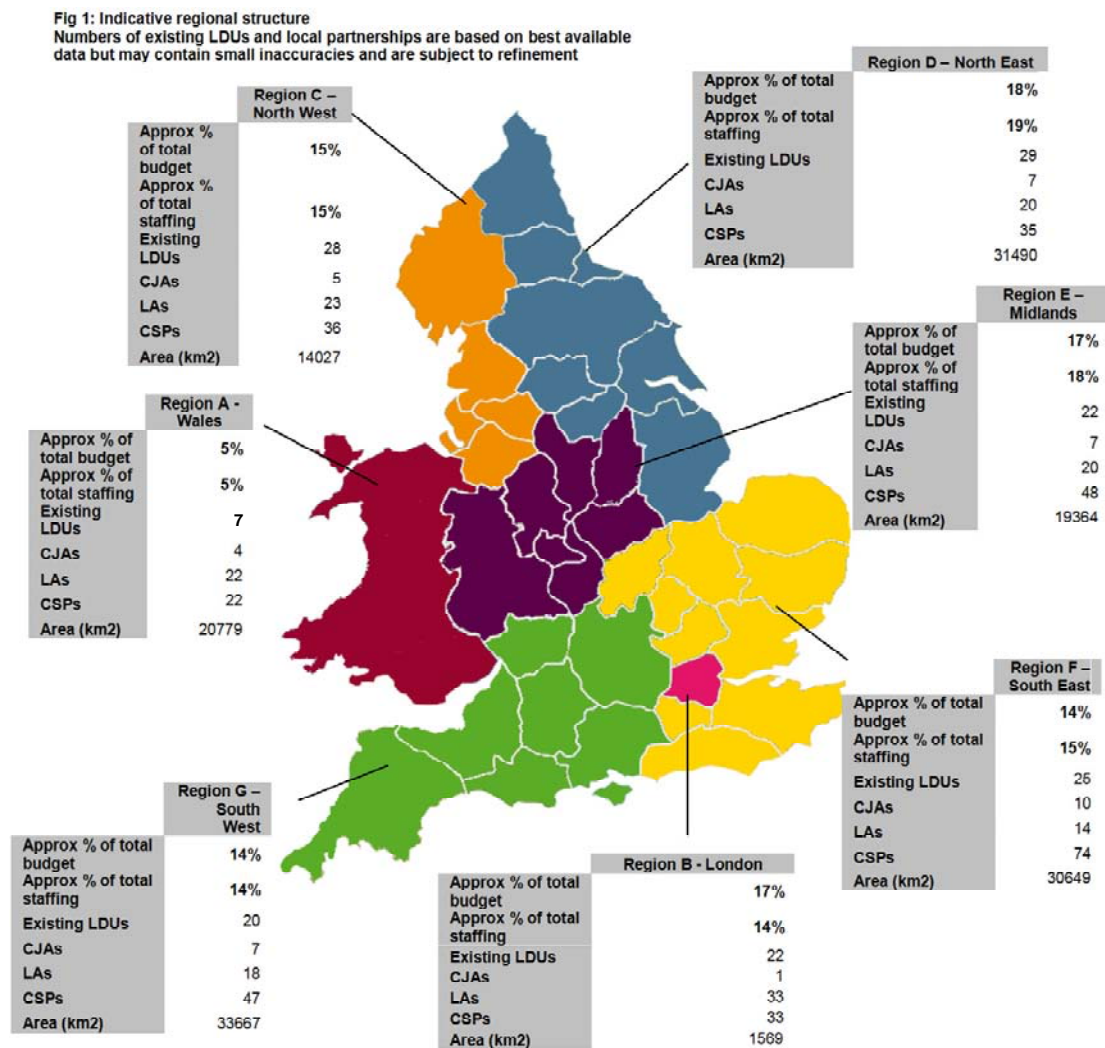 Fig 1: Indicative regional structure
Numbers of existing LDUs and local partnerships are based on best available
data but may contain small inaccuracies and are subject to refinement
Region D – North East
Approx % of total
budget
18%
Approx % of total
staffing
19%
Existing LDUs
29
CJAs
7
LAs
20
CSPs
35
Area (km2)
31490
Region C –
North West
Approx %
of total
budget
15%
Approx %
of total
staffing
15%
Existing
LDUs
28
CJAs
5
LAs
23
CSPs
36
Area (km2)
14027
Region E –
Midlands
Approx % of
total budget
17%
Approx % of
total staffing
18%
Existing
LDUs
22
CJAs
7
LAs
20
CSPs
48
Area (km2)
19364
Region A -
Wales
Approx % of
total budget
5%
Approx % of
total staffing
5%
Existing
LDUs
7
CJAs
4
LAs
22
CSPs
22
Area (km2)
20779
Region F –
South East
Approx % of total
budget
14%
Approx % of total
staffing
15%
Existing LDUs
25
CJAs
10
LAs
14
CSPs
74
Area (km2)
30649
Region G –
South
West
Approx % of total
budget
14%
Approx % of total
staffing
14%
Existing LDUs
20
CJAs
7
LAs
18
CSPs
47
Area (km2)
33667
Region B - London
Approx % of total
budget
17%
Approx % of total
staffing
14%
Existing LDUs
22
CJAs
1
LAs
33
CSPs
33
Area (km2)
1569